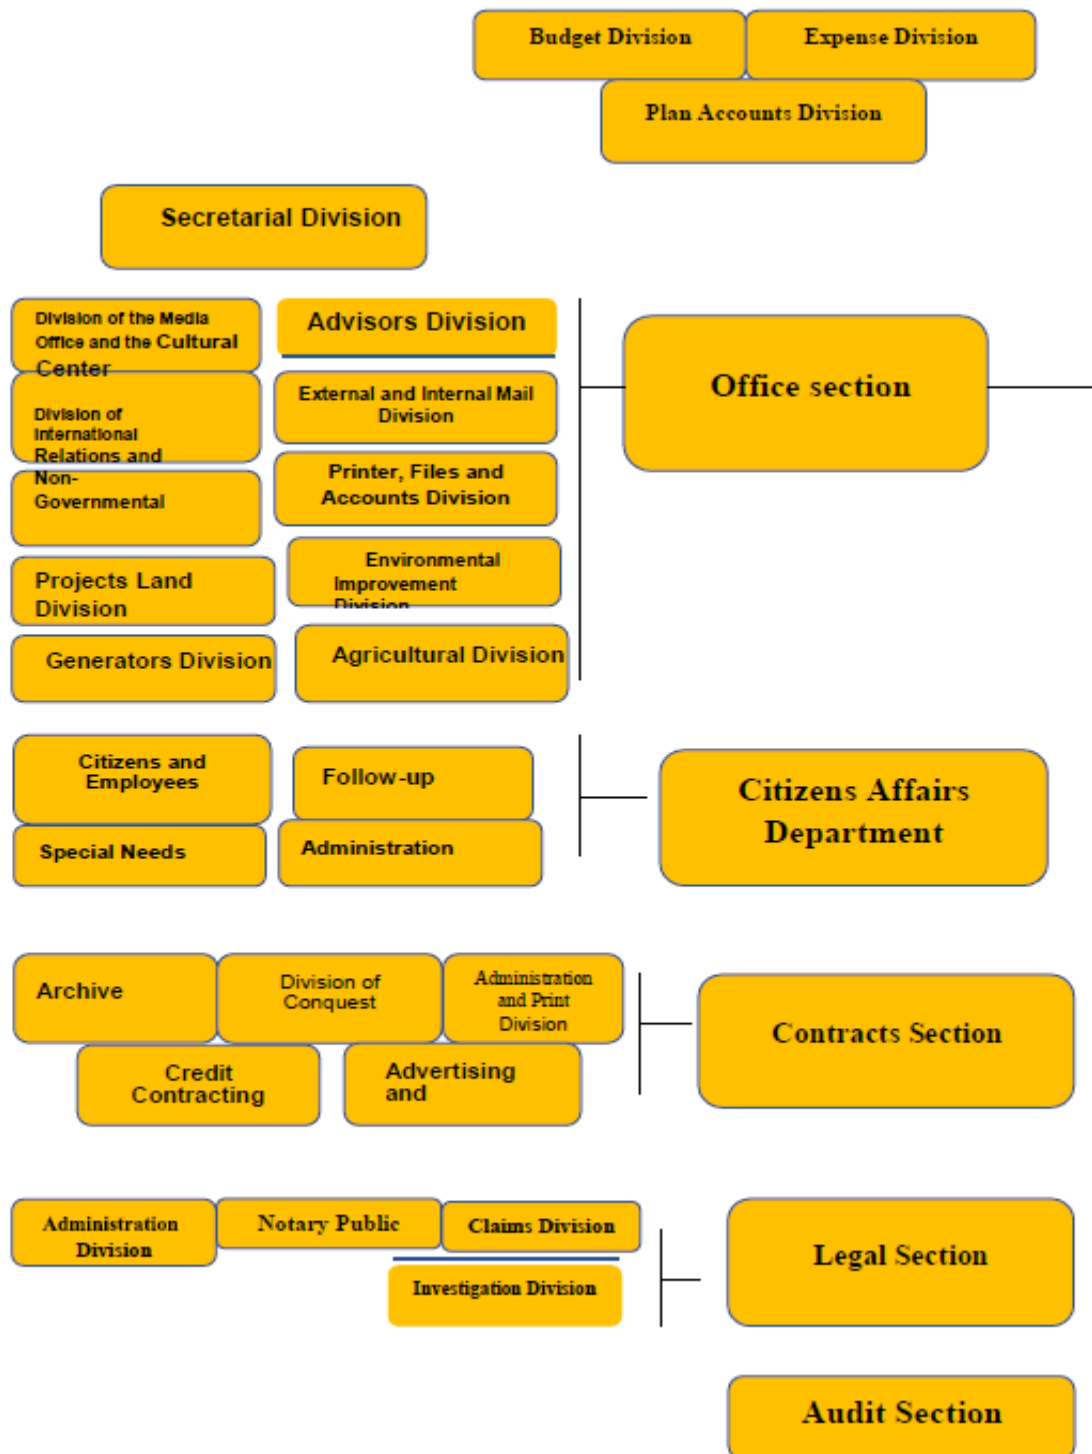 Budget Division
Expense Division
Plan Accounts Division
Secretarial Division
Division of the Media
Office and the Cultural
Center
Advisors Division
Office section
Division of
International
Relations and
Non-
Governmental
External and Internal Mail
Division
Printer, Files and
Accounts Division
Environmental
Improvement
Division
Projects Land
Division
Generators Division
Agricultural Division
Citizens and
Employees
Follow-up
Citizens Affairs
Department
Special Needs
Administration
Archive
Division of
Conquest
Administration
and Print
Division
Contracts Section
Credit
Contracting
Advertising
and
Administration
Division
Notary Public
Claims Division
Legal Section
Investigation Division
Audit Section